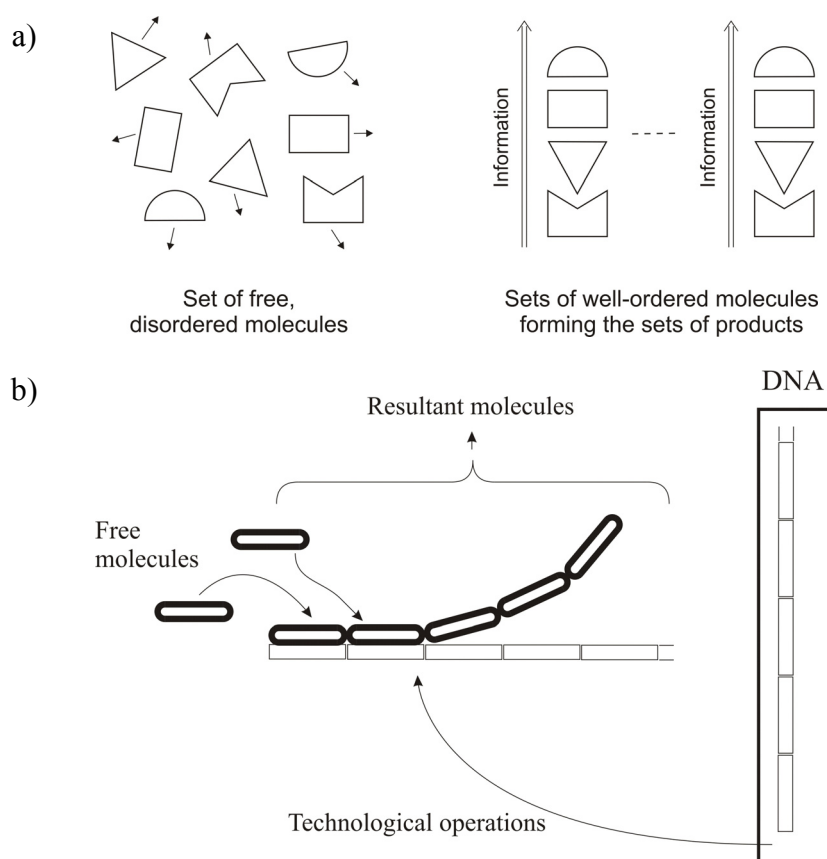 a)
Information
Information
Set of free,
disordered molecules
Sets of well-ordered molecules
forming the sets of products
b)
DNA
Resultant molecules
Free
molecules
Technological operations